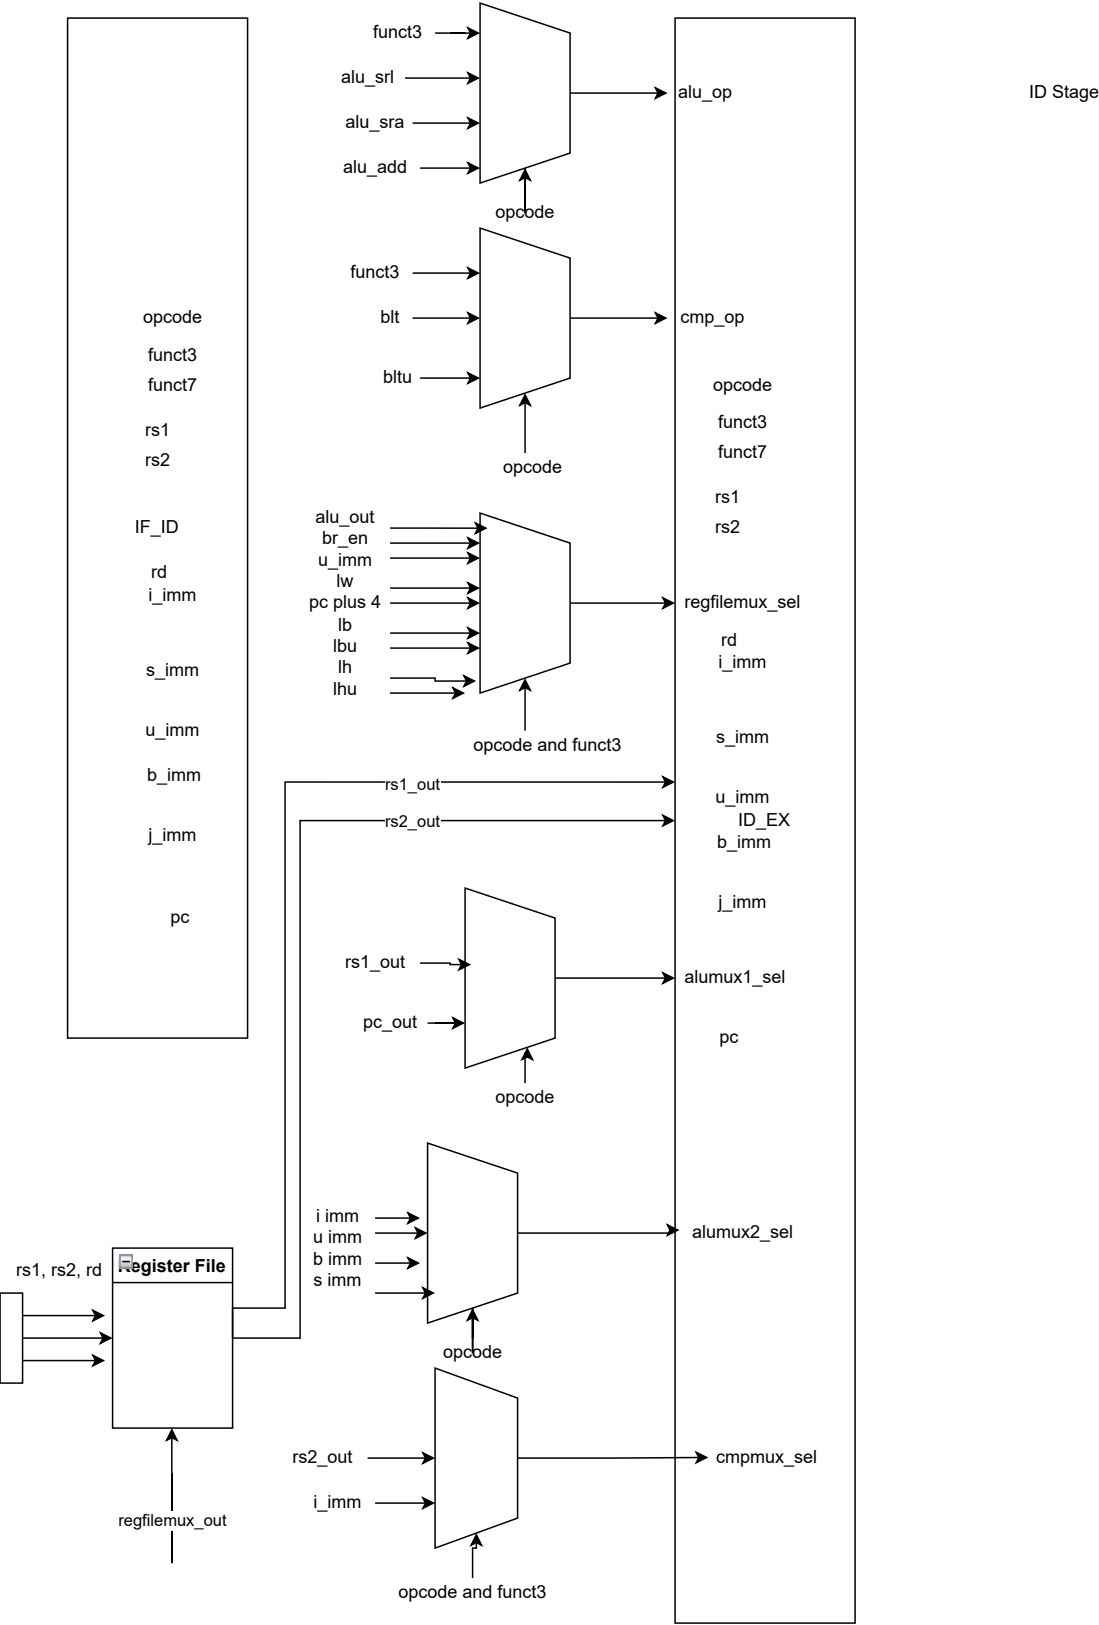 funct3
alu_srl
alu_sra
alu_add
opcode
alu_op
ID Stage
funct3
blt
bltu
opcode
cmp_op
opcode
funct3
funct7
rs1
rs2
IF_ID
rd
i_imm
s_imm
u_imm
b_imm
j_imm
pc
alu_out
br_en
u_imm
lw
pc plus 4
lb
lbu
lh
lhu
opcode and funct3
opcode
funct3
funct7
rs1
rs2
regfilemux_sel
rd
i_imm
s_imm
u_imm
ID_EX
b_imm
j_imm
rs1_out
rs2_out
rs1_out
pc_out
opcode
alumux1_sel
pc
i imm
u imm
b imm
s imm
opcode
alumux2_sel
rs1, rs2, rd
Register File
regfilemux_out
rs2_out
i_imm
opcode and funct3
cmpmux_sel